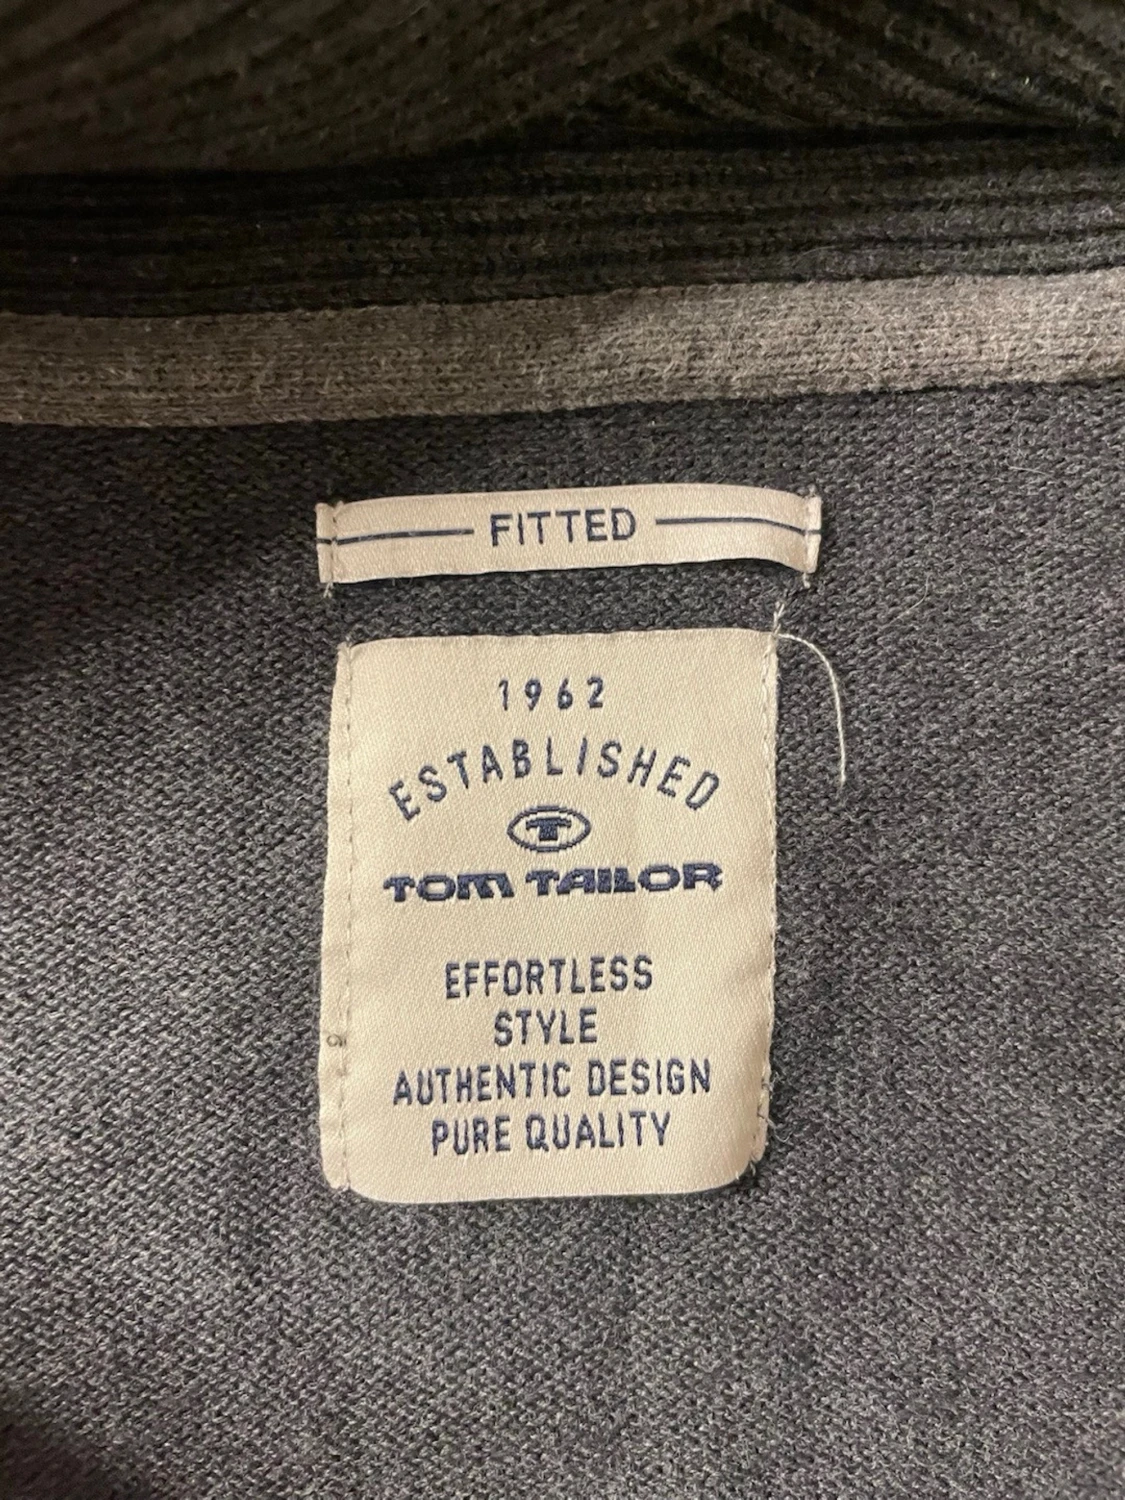 FITTED
1962
ESTABLISHED
T
TOM TAILOR
EFFORTLESS
STYLE
AUTHENTIC DESIGN
PURE QUALITY